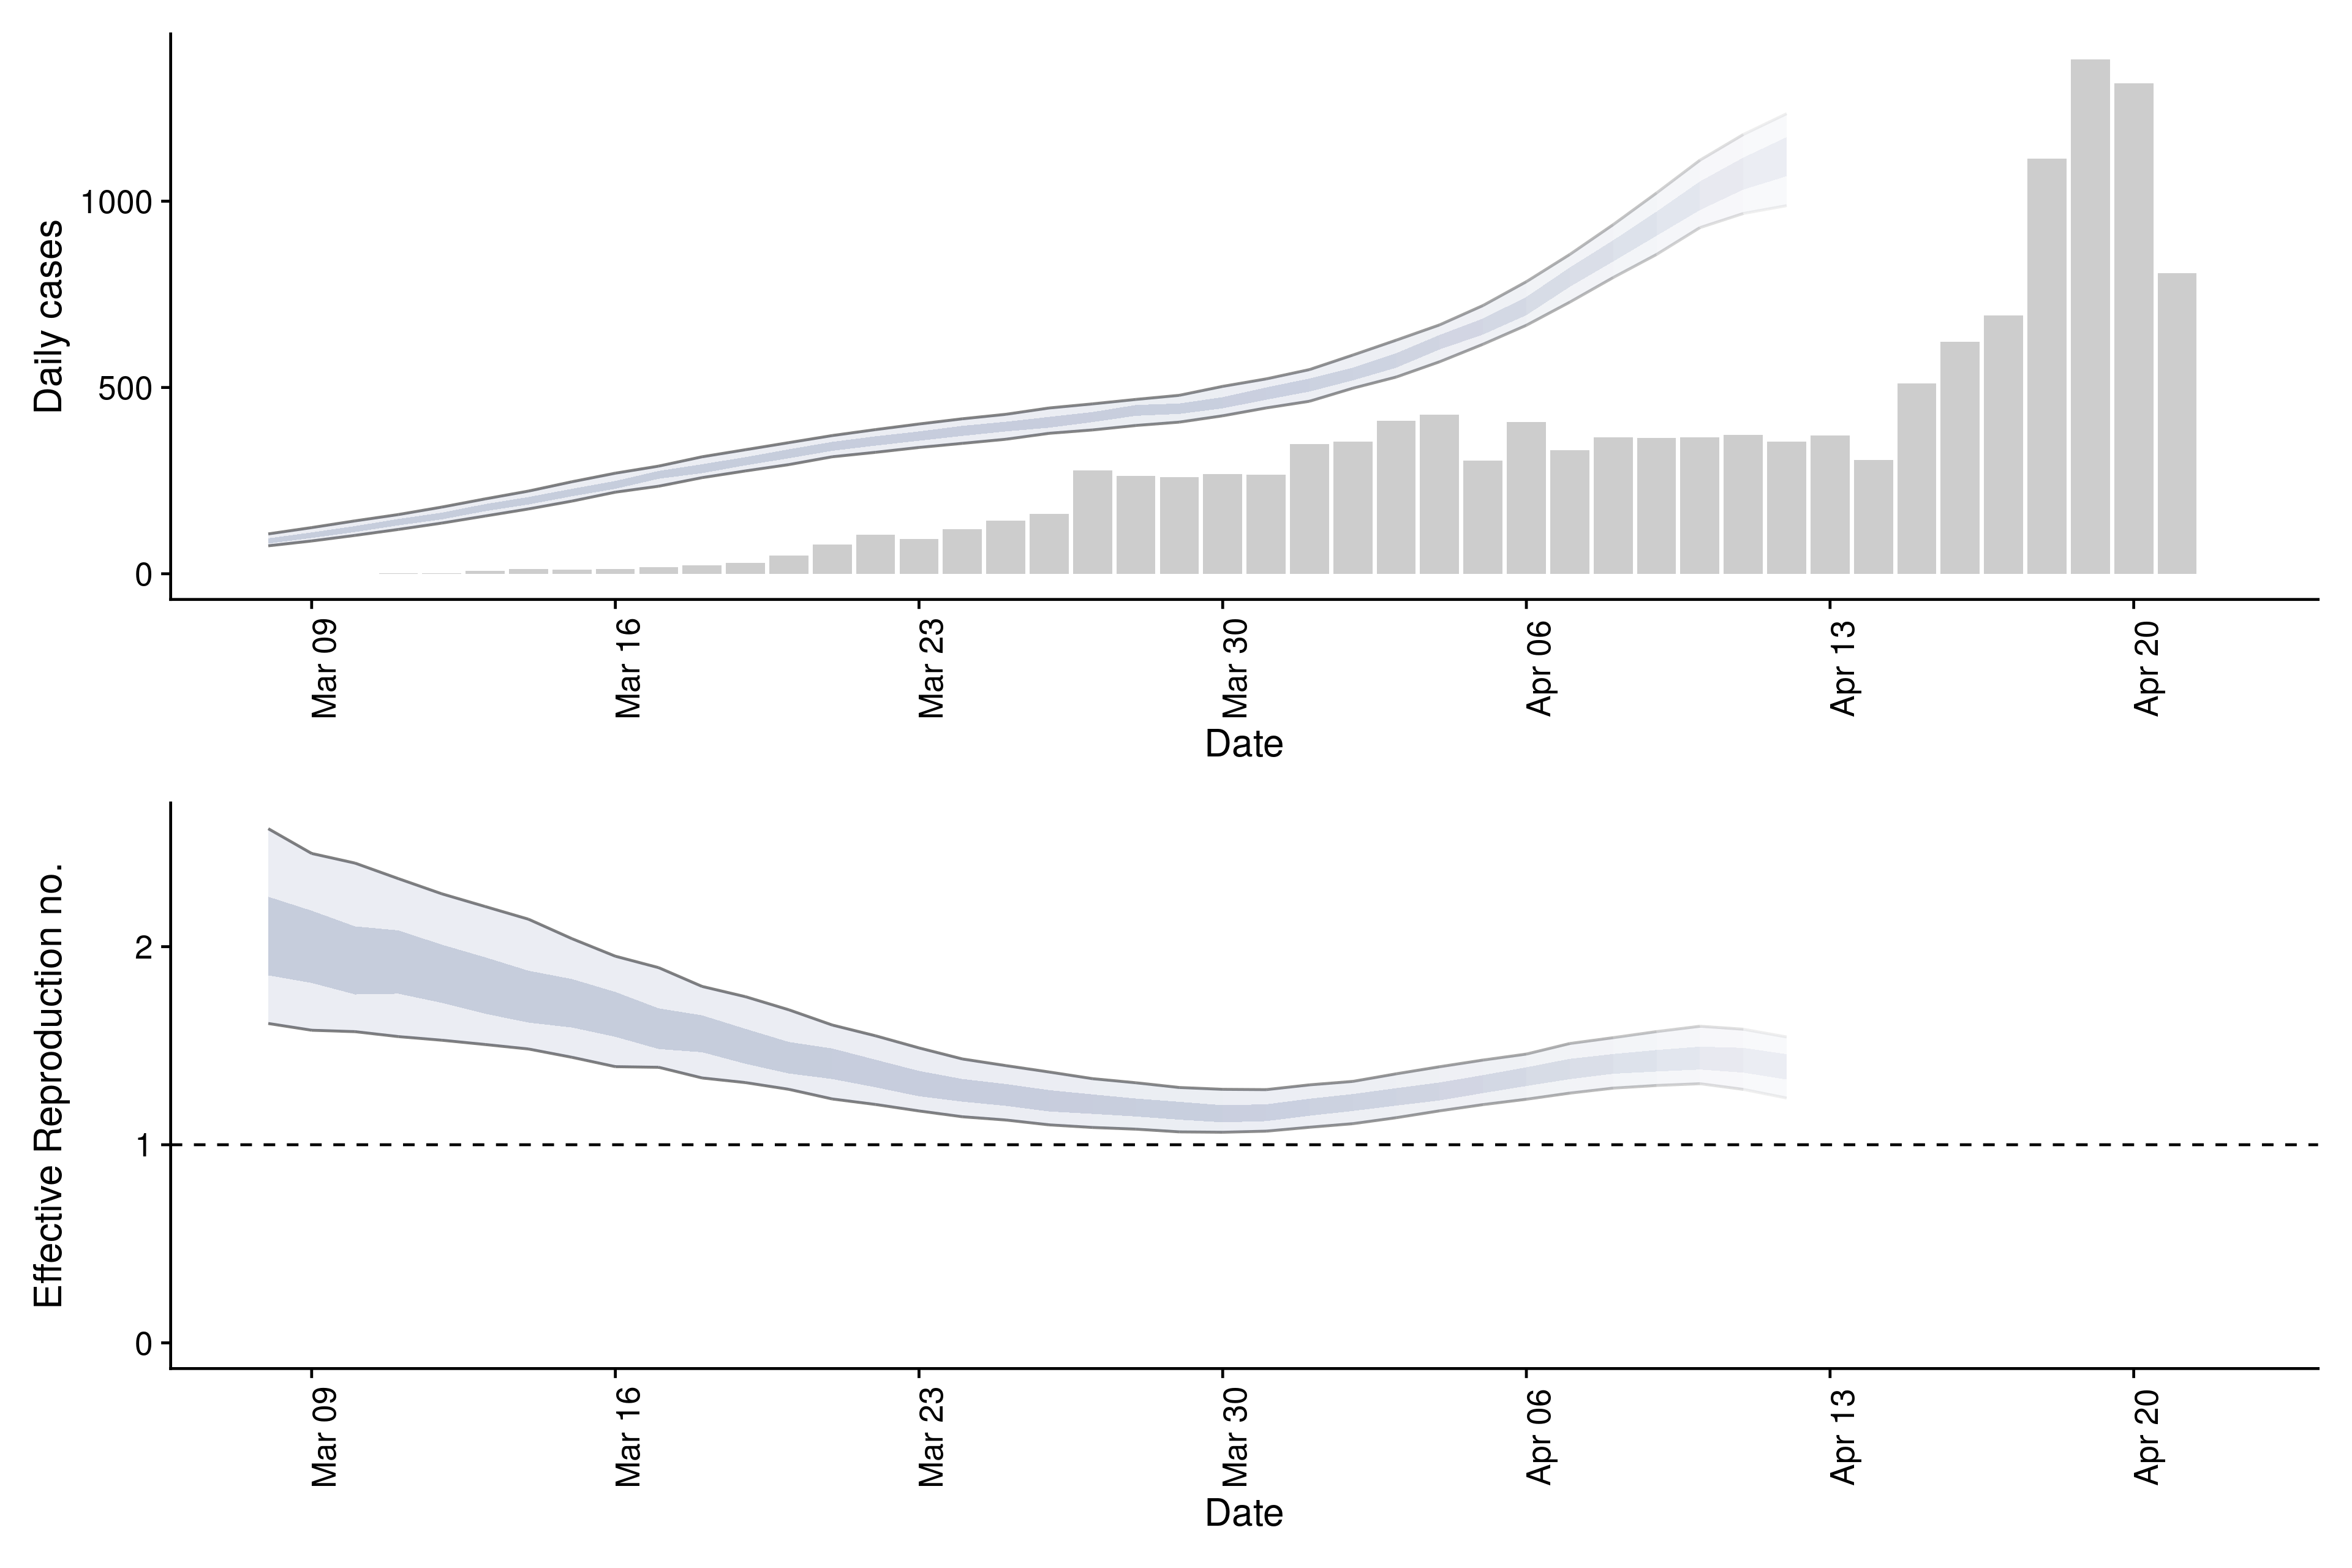 Daily cases
1000
500
0
Mar 09
Mar 16
Mar 23
Mar 30
Apr 06
Apr 13
Apr 20
Date
Effective Reproduction no.
2
1
0
Mar 09
Mar 16
Mar 23
Mar 30
Apr 06
Apr 13
Apr 20
Date